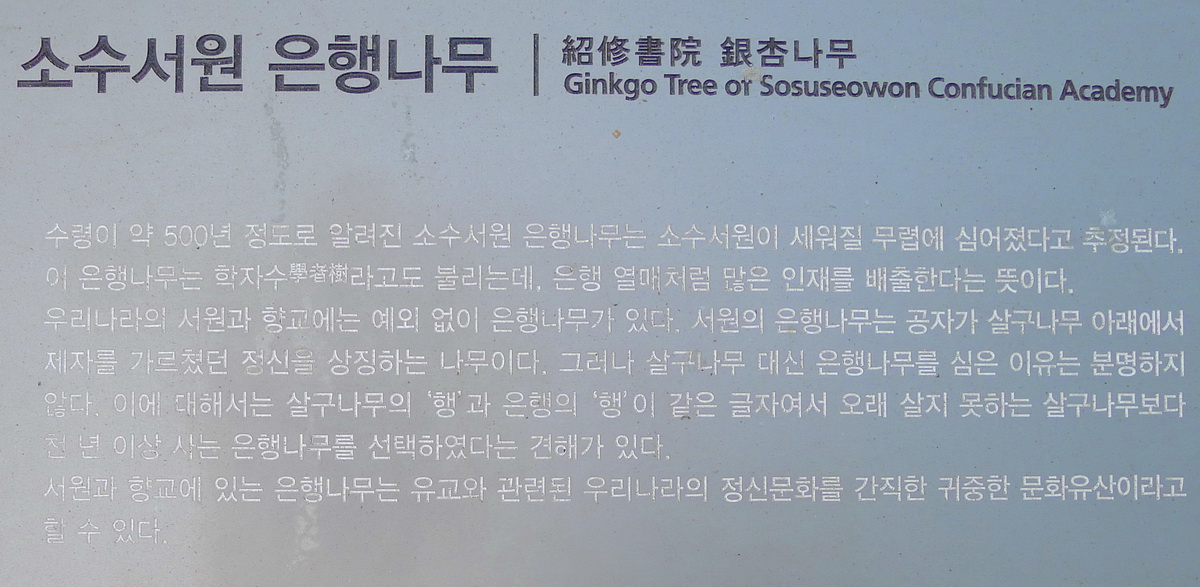 소수서원 은행나무
紹修書院 銀杏나무
Ginkgo Tree of Sosuseowon Confucian Academy
수령이 약 500년 정도로 알려진 소수서원 은행나무는 소수서원이 세워질 무렵에 심어졌다고 추정된다.
이 은행나무는 학자수學者樹라고도 불리는데, 은행 열매처럼 많은 인재를 배출한다는 뜻이다.
우리나라의 서원과 향교에는 예외 없이 은행나무가 있다. 서원의 은행나무는 공자가 살구나무 아래에서
제자를 가르쳤던 정신을 상징하는 나무이다. 그러나 살구나무 대신 은행나무를 심은 이유는 분명하지
않다. 이에 대해서는 살구나무의 ‘행’과 은행의 ‘행’이 같은 글자여서 오래 살지 못하는 살구나무보다
천 년 이상 사는 은행나무를 선택하였다는 견해가 있다.
서원과 향교에 있는 은행나무는 유교와 관련된 우리나라의 정신문화를 간직한 귀중한 문화유산이라고
할 수 있다.